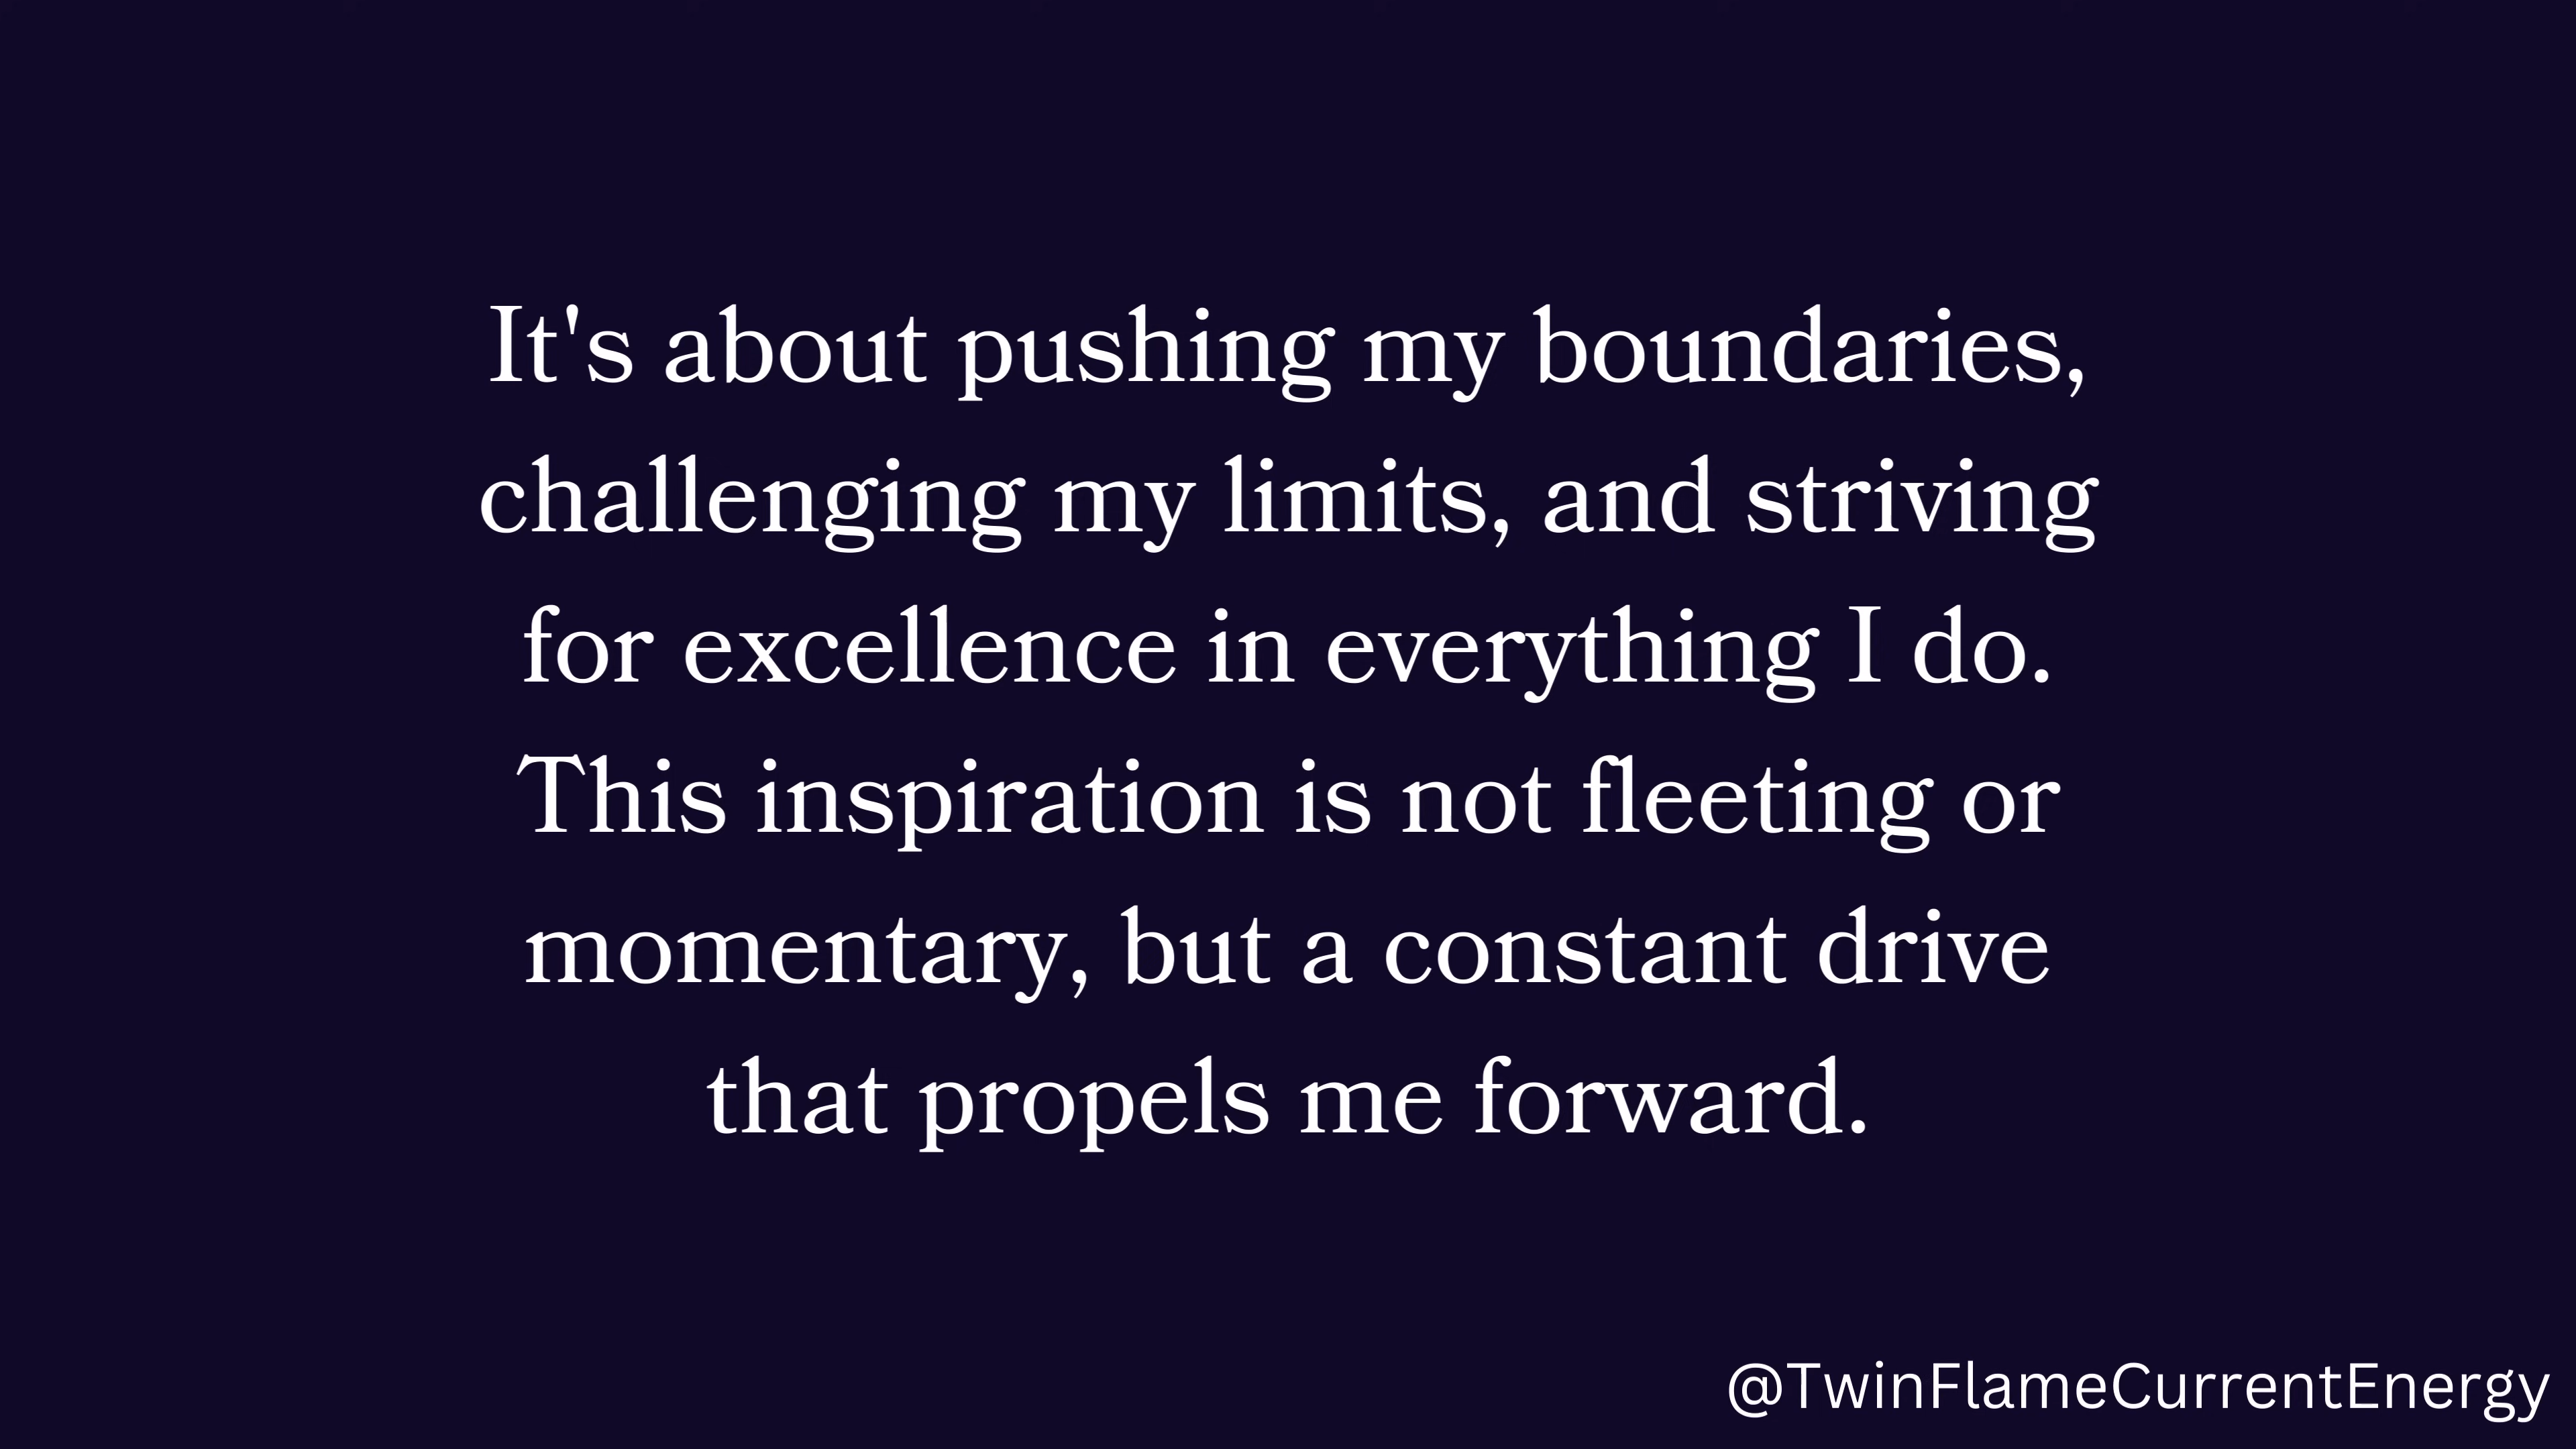 It's about pushing my boundaries,
challenging my limits, and striving
for excellence in everything I do.
This inspiration is not fleeting or
momentary, but a constant drive
that propels me forward.
@TwinFlameCurrentEnergy